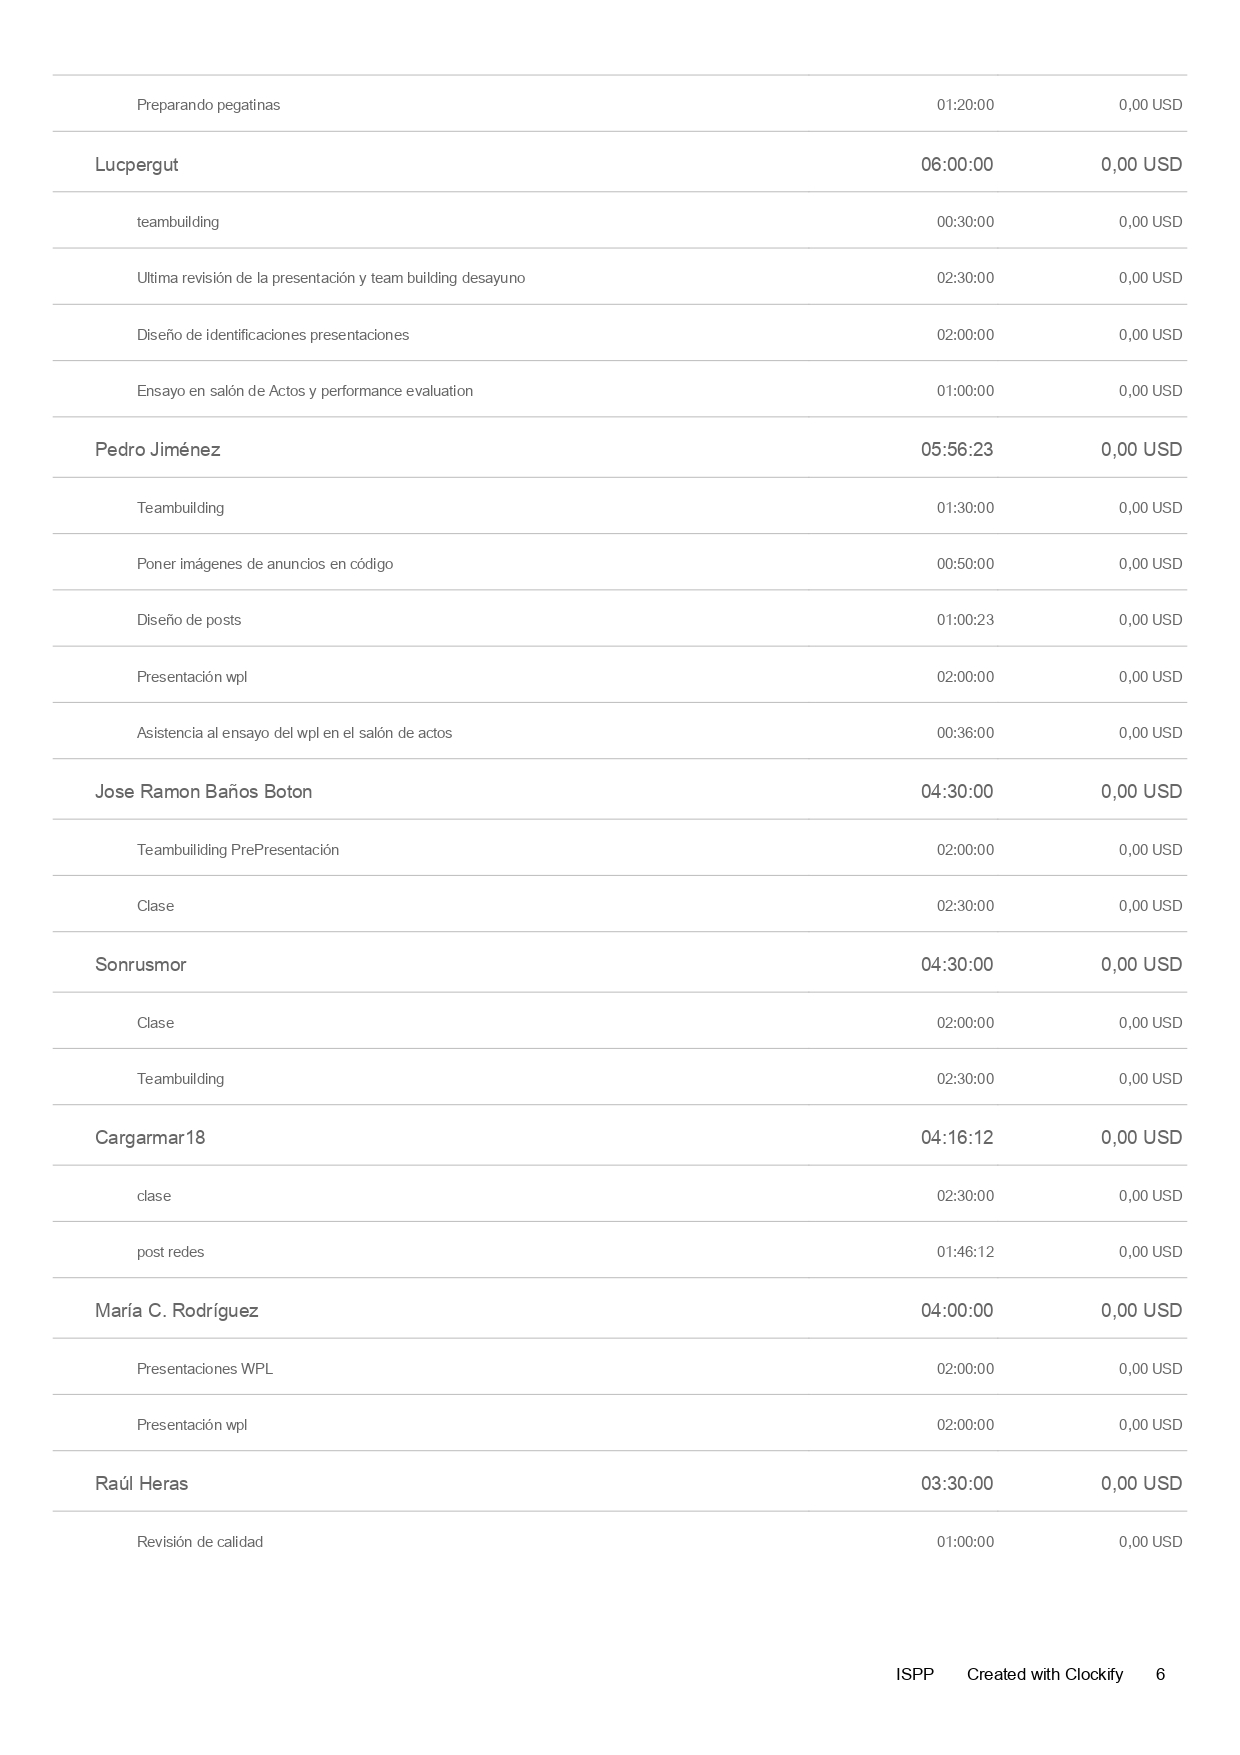 Preparando pegatinas 01:20:00 0,00 USD
Lucpergut 06:00:00 0,00 USD
teambuilding 00:30:00 0,00 USD
Ultima revisión de la presentación y team building desayuno 02:30:00 0,00 USD
Diseño de identificaciones presentaciones 02:00:00 0,00 USD
Ensayo en salón de Actos y performance evaluation 01:00:00 0,00 USD
Pedro Jiménez 05:56:23 0,00 USD
Teambuilding 01:30:00 0,00 USD
Poner imágenes de anuncios en código 00:50:00 0,00 USD
Diseño de posts 01:00:23 0,00 USD
Presentación wpl 02:00:00 0,00 USD
Asistencia al ensayo del wpl en el salón de actos 00:36:00 0,00 USD
Jose Ramon Baños Boton 04:30:00 0,00 USD
Teambuiliding PrePresentación 02:00:00 0,00 USD
Clase 02:30:00 0,00 USD
Sonrusmor 04:30:00 0,00 USD
Clase 02:00:00 0,00 USD
Teambuilding 02:30:00 0,00 USD
Cargarmar18 04:16:12 0,00 USD
clase 02:30:00 0,00 USD
post redes 01:46:12 0,00 USD
María C. Rodríguez 04:00:00 0,00 USD
Presentaciones WPL 02:00:00 0,00 USD
Presentación wpl 02:00:00 0,00 USD
Raúl Heras 03:30:00 0,00 USD
Revisión de calidad 01:00:00 0,00 USD
ISPP Created with Clockify 6